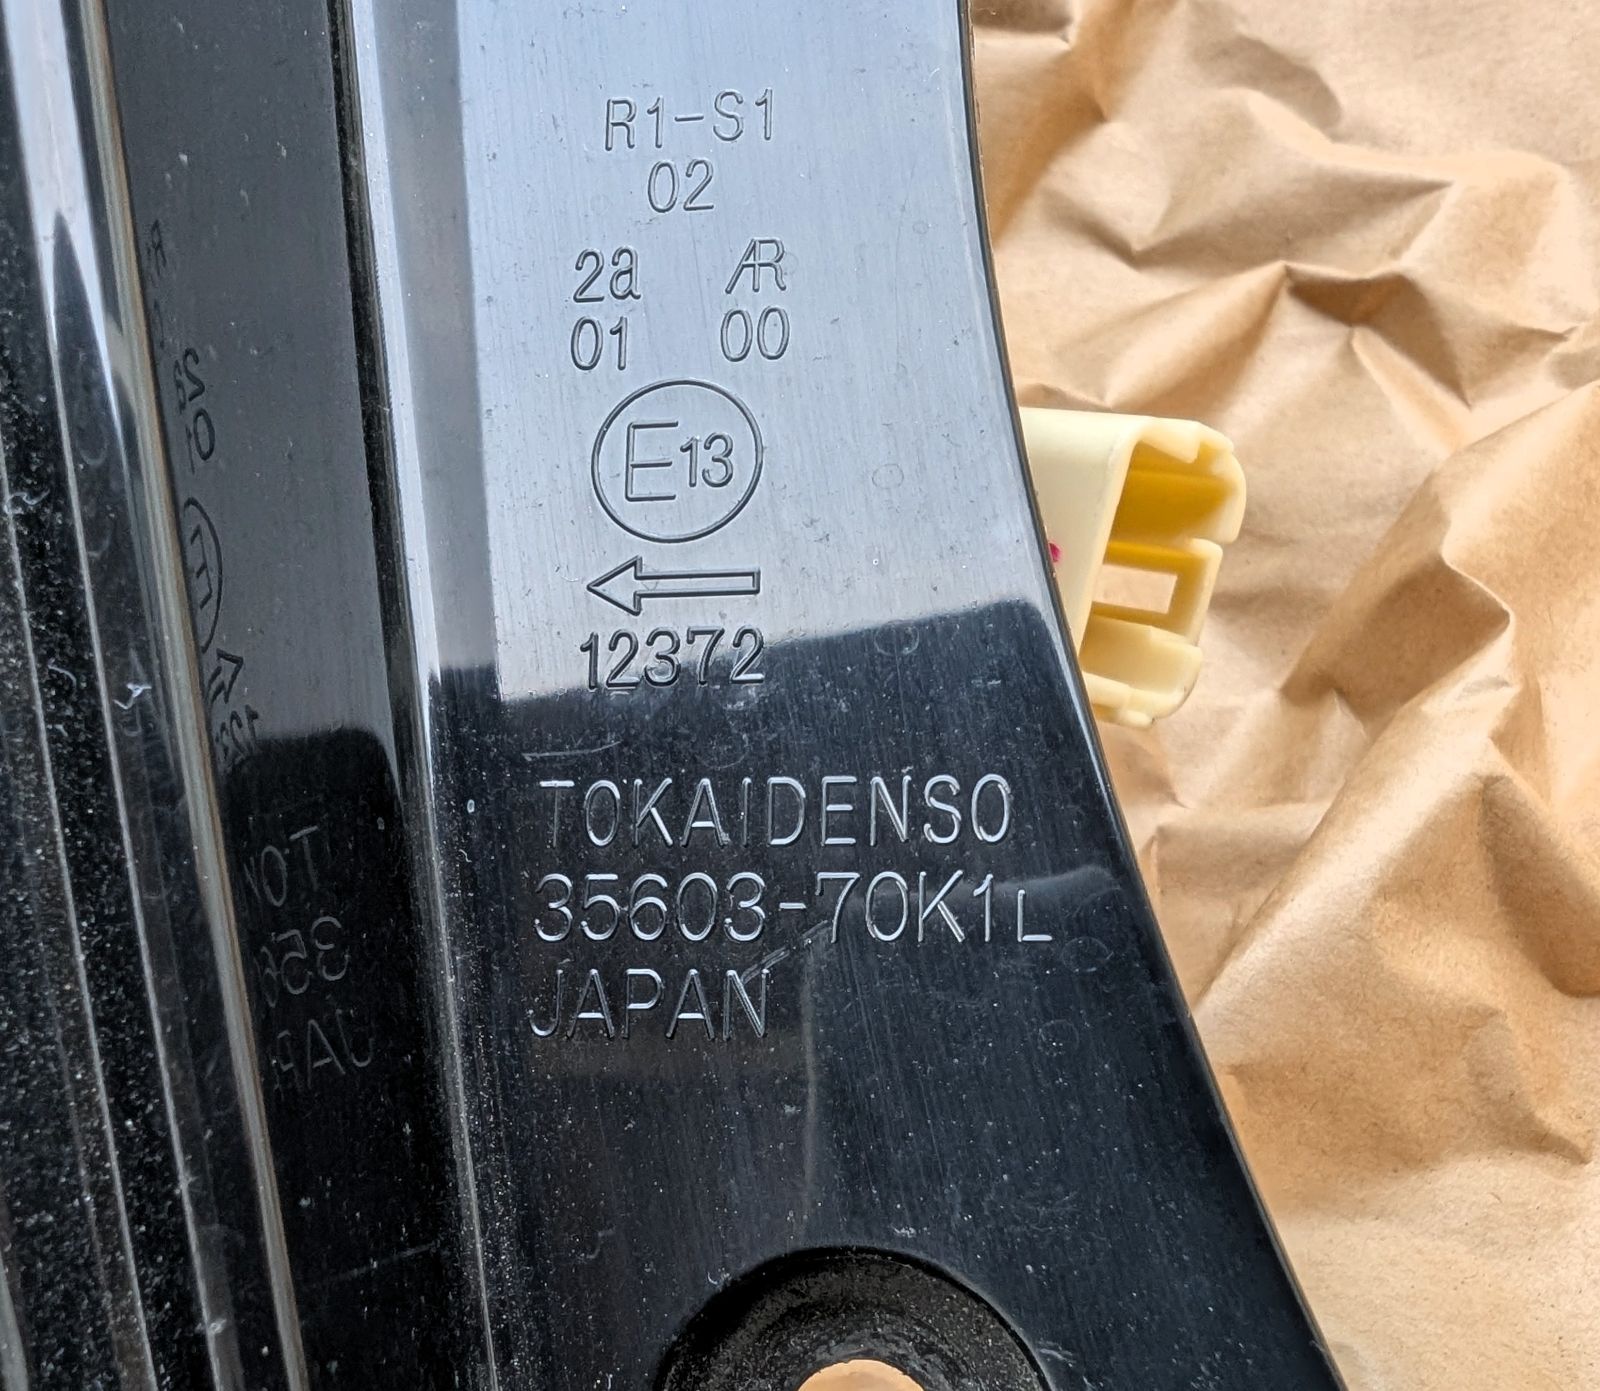 R1-S1
02
2a AR
01 00
E13
12372
TOKAIDENSO
35603-70K1L
JAPAN